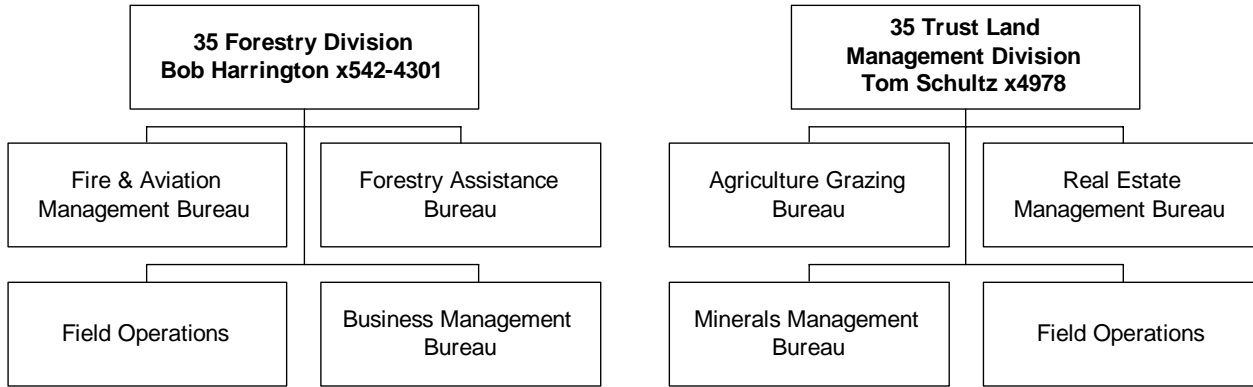 35 Forestry Division
Bob Harrington x542-4301
35 Trust Land
Management Division
Tom Schultz x4978
Fire & Aviation
Management Bureau
Forestry Assistance
Bureau
Agriculture Grazing
Bureau
Real Estate
Management Bureau
Field Operations
Business Management
Bureau
Minerals Management
Bureau
Field Operations